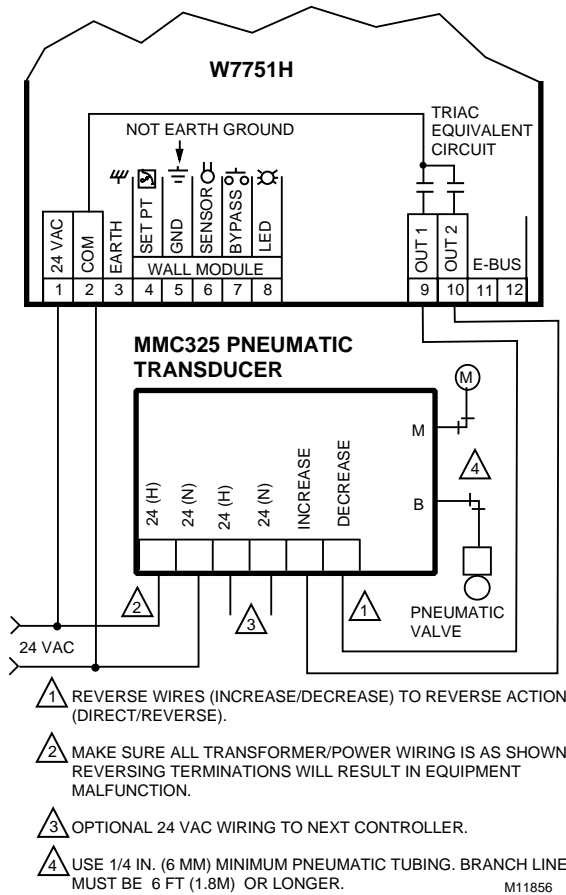 W7751H
TRIAC
EQUIVALENT
CIRCUIT
NOT EARTH GROUND
24 VAC
COM
EARTH
SET PT
GND
SENSOR
BYPASS
LED
WALL MODULE
OUT 1
OUT 2
E-BUS
1 2 3 4 5 6 7 8 9 10 11 12
MMC325 PNEUMATIC
TRANSDUCER
M
M
4
B
24 (H)
24 (N)
24 (H)
24 (N)
INCREASE
DECREASE
2
3
1
PNEUMATIC
VALVE
24 VAC
1 REVERSE WIRES (INCREASE/DECREASE) TO REVERSE ACTION
(DIRECT/REVERSE).
2 MAKE SURE ALL TRANSFORMER/POWER WIRING IS AS SHOWN
REVERSING TERMINATIONS WILL RESULT IN EQUIPMENT
MALFUNCTION.
3 OPTIONAL 24 VAC WIRING TO NEXT CONTROLLER.
4 USE 1/4 IN. (6 MM) MINIMUM PNEUMATIC TUBING. BRANCH LINE
MUST BE 6 FT (1.8M) OR LONGER.
M11856